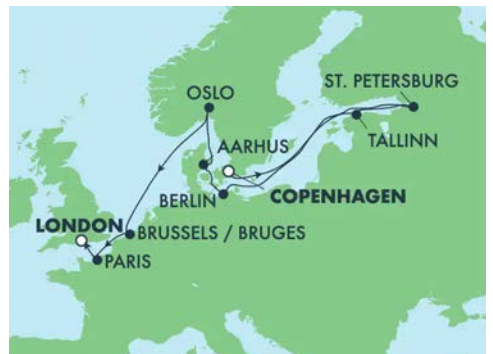 ST. PETERSBURG
OSLO
TALLINN
AARHUS
BERLIN
COPENHAGEN
LONDON
BRUSSELS / BRUGES
PARIS